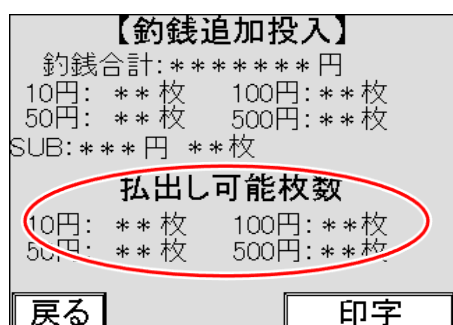 【釣銭追加投入】
釣銭合計:*******円
10円: **枚 100円:**枚
50円: **枚 500円:**枚
SUB:***円 **枚
払出し可能枚数
10円: **枚 100円:**枚
50円: **枚 500円:**枚
戻る 印字